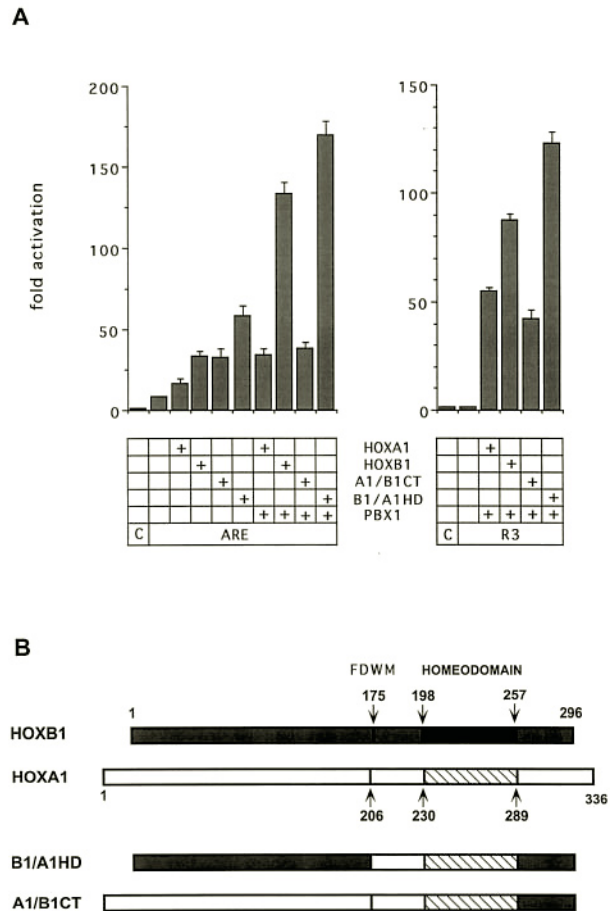 A
200
150
100
50
0
fold activation
150
100
50
0
+ + HOXA1 +
+ + HOXB1 +
+ + A1/B1CT +
+ + B1/A1HD +
+ + + + PBX1 + + + +
C ARE C R3
B
FDWM HOMEODOMAIN
1 175 198 257 296
HOXB1
HOXA1
1 206 230 289 336
B1/A1HD
A1/B1CT